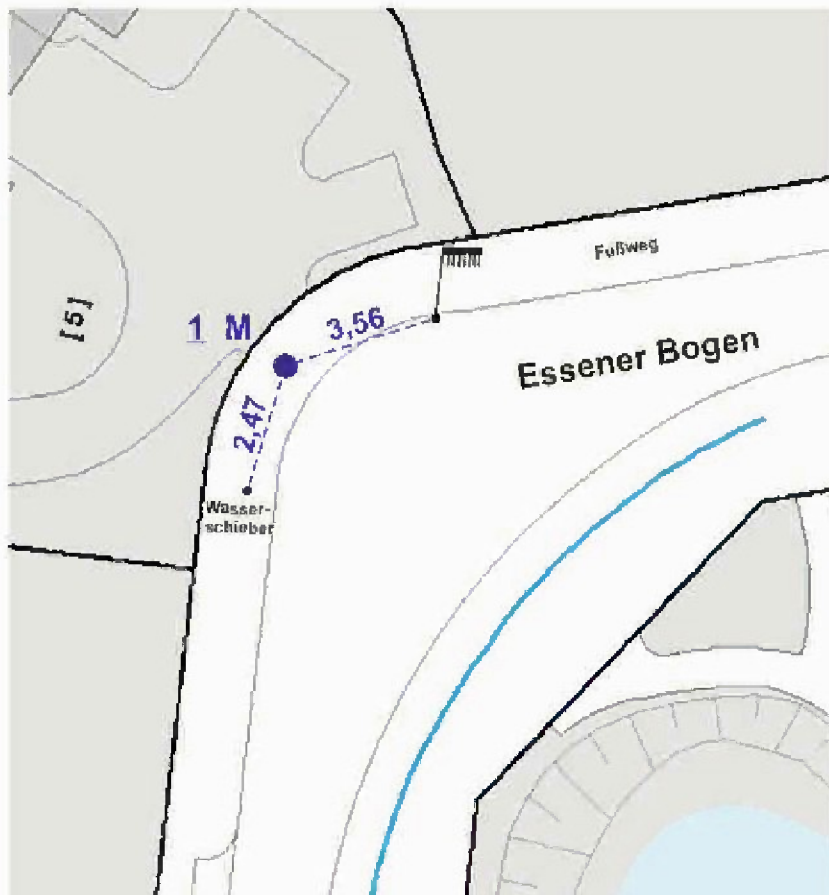 Fußweg
[5]
1 M
3,56
Essener Bogen
2,47
Wasser-
schieber